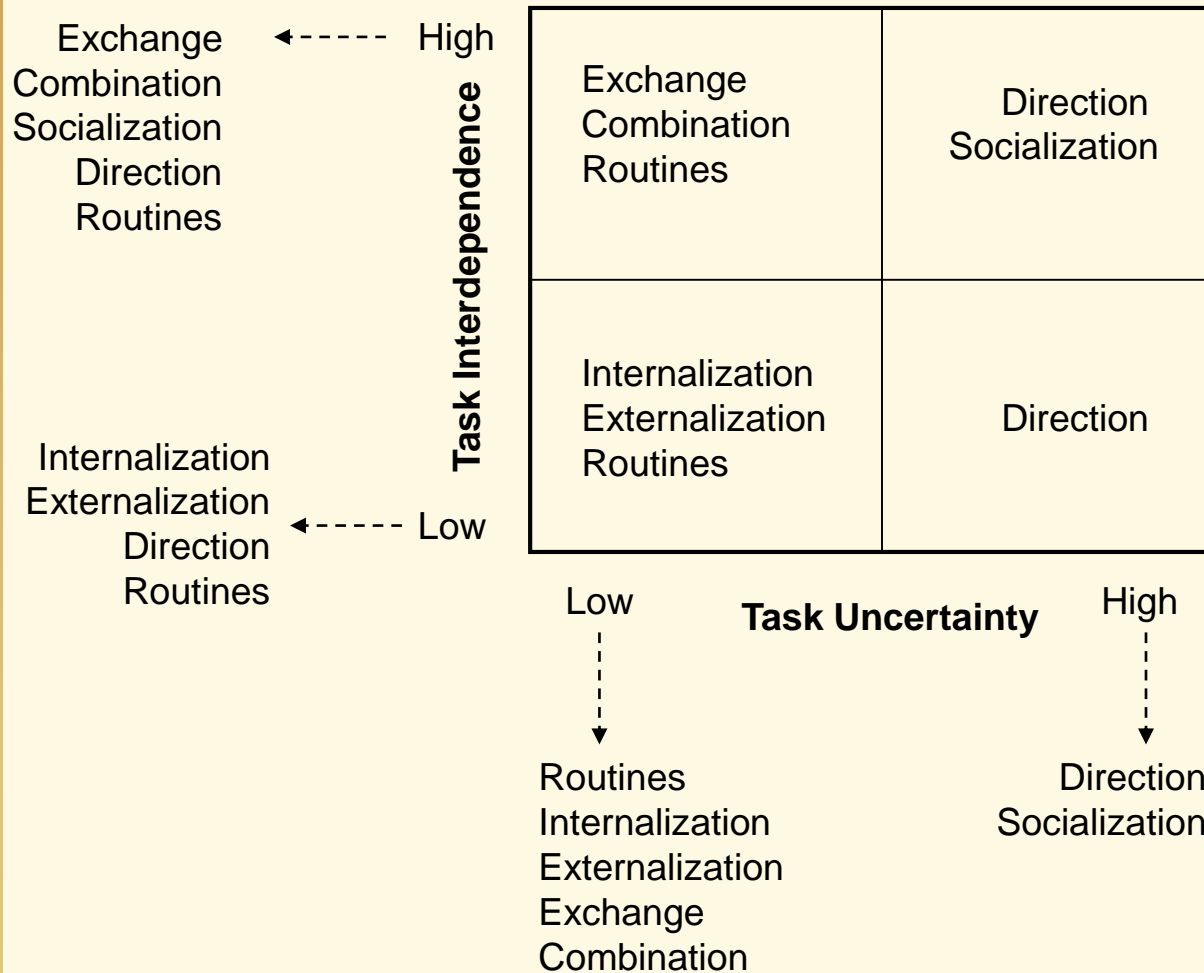 Exchange
Combination
Socialization
Direction
Routines
High
Task Interdependence
Exchange
Combination
Routines
Direction
Socialization
Internalization
Externalization
Direction
Routines
Low
Internalization
Externalization
Routines
Direction
Low
Task Uncertainty
High
Routines
Internalization
Externalization
Exchange
Combination
Direction
Socialization